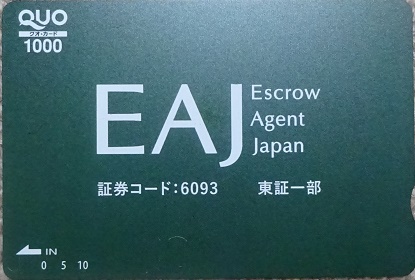 QUO
クオ・カード
1000
EAJ
Escrow
Agent
Japan
証券コード:6093 東証一部
IN
0 5 10